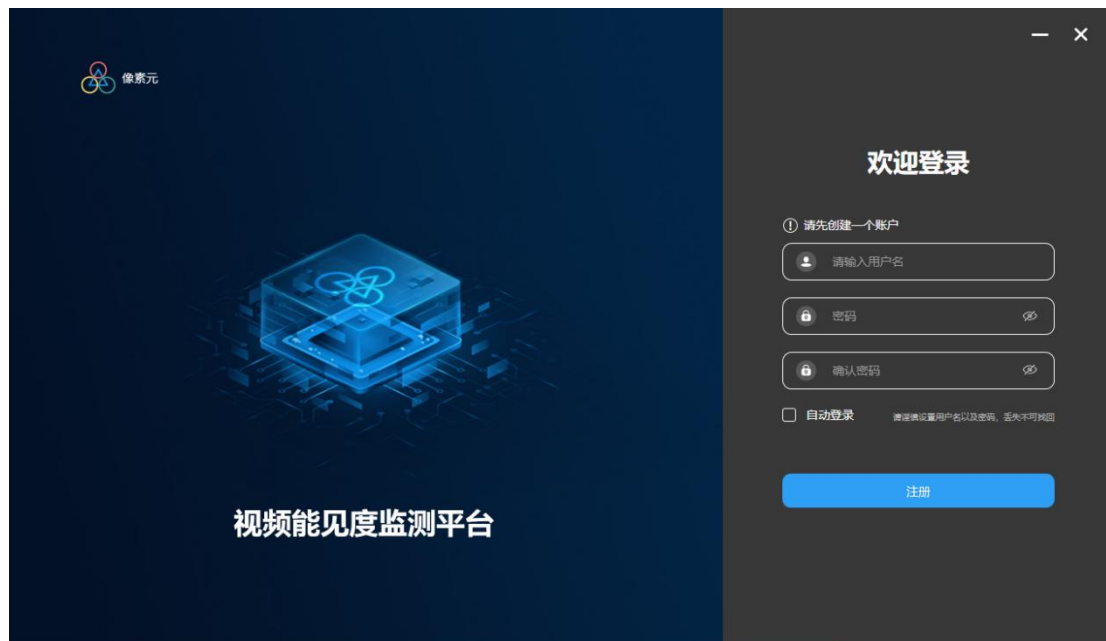 像素元
视频能见度监测平台
欢迎登录
请先创建一个账户
请输入用户名
密码
确认密码
自动登录
请谨慎设置用户名以及密码，丢失不可找回
注册